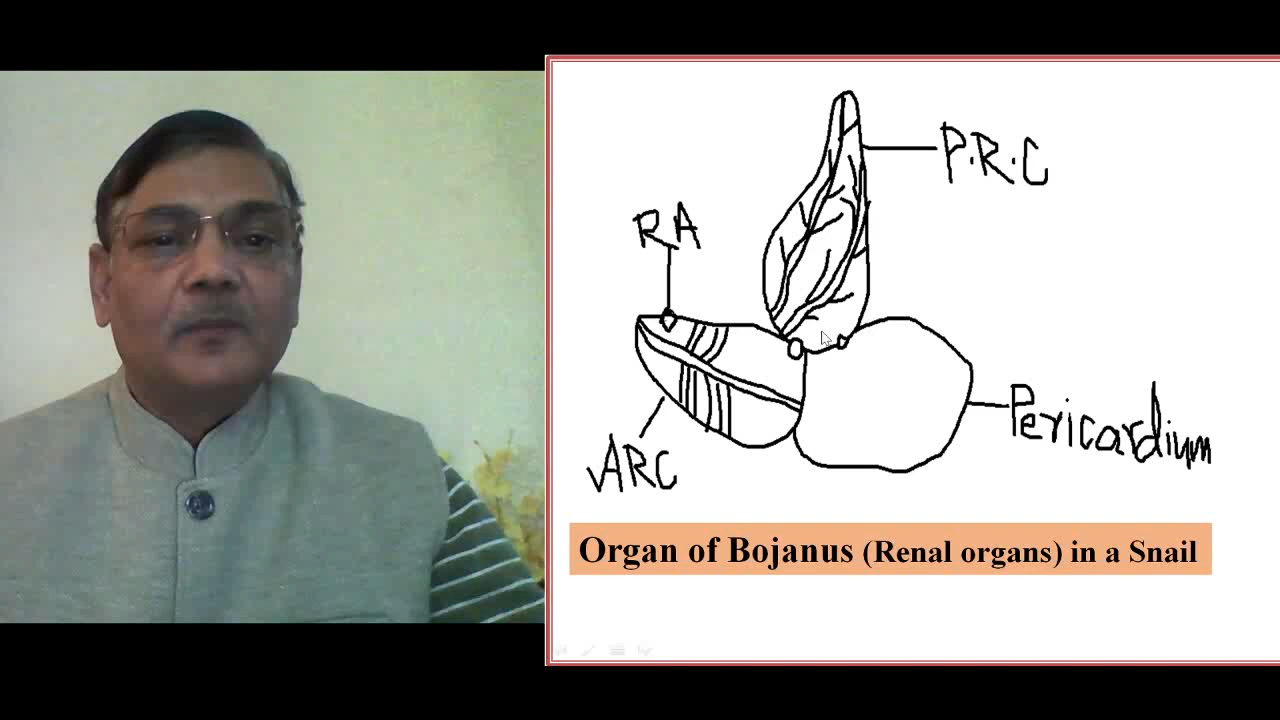 P.R.C
RA
Pericardium
ARC
Organ of Bojanus (Renal organs) in a Snail